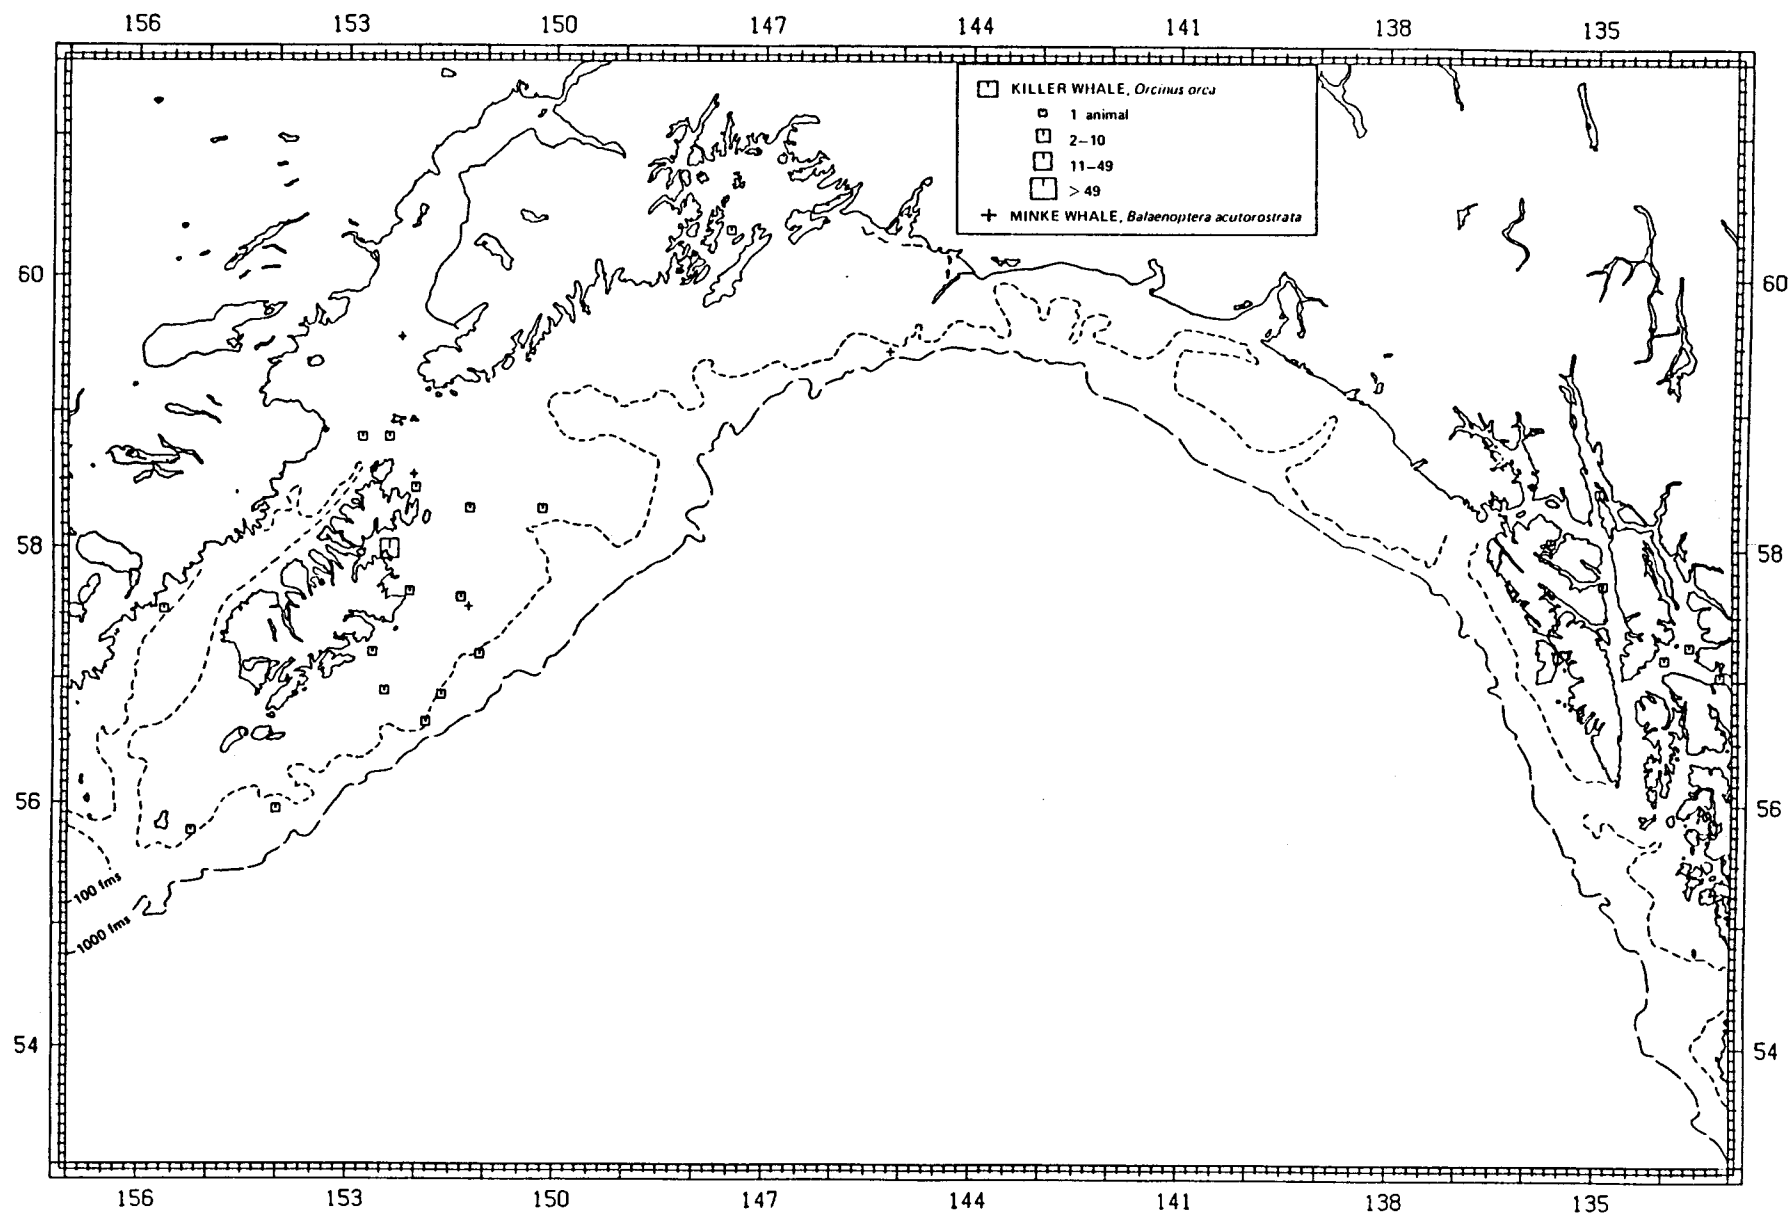 156 153 150 147 144 141 138 135
KILLER WHALE, Orcinus orca
1 animal
2–10
11–49
> 49
MINKE WHALE, Balaenoptera acutorostrata
60 60
58 58
56 56
100 fms
1000 fms
54 54
156 153 150 147 144 141 138 135